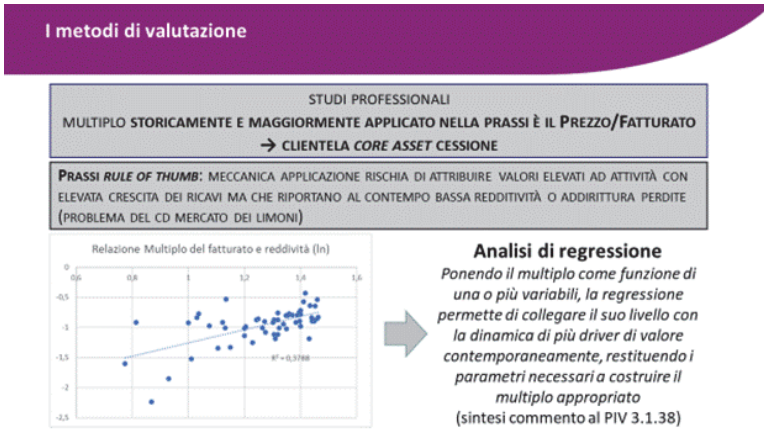 I metodi di valutazione
STUDI PROFESSIONALI
MULTIPLO STORICAMENTE E MAGGIORMENTE APPLICATO NELLA PRASSI È IL PREZZO/FATTURATO
→ CLIENTELA CORE ASSET CESSIONE
PRASSI RULE OF THUMB: MECCANICA APPLICAZIONE RISCHIA DI ATTRIBUIRE VALORI ELEVATI AD ATTIVITÀ CON
ELEVATA CRESCITA DEI RICAVI MA CHE RIPORTANO AL CONTEMPO BASSA REDDITIVITÀ O ADDIRITTURA PERDITE
(PROBLEMA DEL CD MERCATO DEI LIMONI)
Relazione Multiplo del fatturato e reddività (ln)
0
0,6 0,8 1 1,2 1,4 1,6
-0,5
-1
-1,5
R² = 0,3788
-2
-2,5
Analisi di regressione
Ponendo il multiplo come funzione di
una o più variabili, la regressione
permette di collegare il suo livello con
la dinamica di più driver di valore
contemporaneamente, restituendo i
parametri necessari a costruire il
multiplo appropriato
(sintesi commento al PIV 3.1.38)